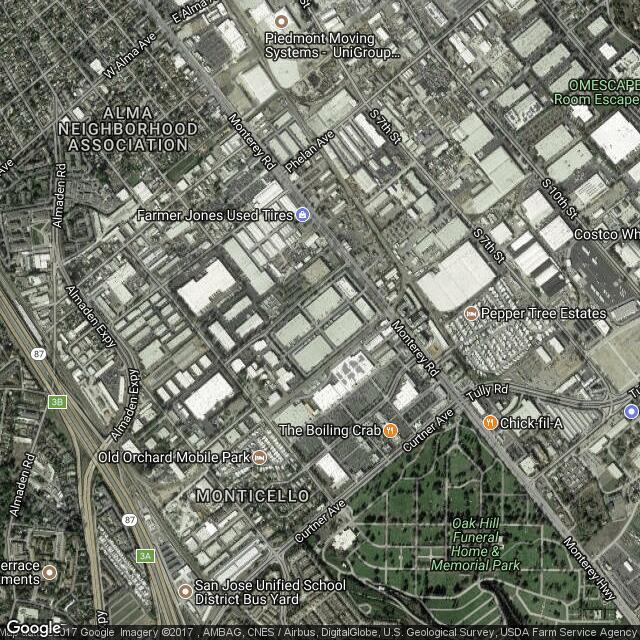 E Alma A
Piedmont Moving
Systems - UniGroup...
W Alma Ave
S 7th St
OMESCAPE
Room Escape
ALMA
NEIGHBORHOOD
ASSOCIATION
Monterey Rd
Phelan Ave
Almaden Rd
S 10th St
Farmer Jones Used Tires
Costco Wh
S 7th St
Almaden Expy
Pepper Tree Estates
87
Monterey Rd
3B
Almaden Expy
Tully Rd
The Boiling Crab
Curtner Ave
Chick-fil-A
Old Orchard Mobile Park
Almaden Rd
MONTICELLO
Curtner Ave
87
3A
Oak Hill
Funeral
Home &
Memorial Park
Monterey Hwy
errace
ments
San Jose Unified School
District Bus Yard
Google
2017 Google Imagery ©2017 , AMBAG, CNES / Airbus, DigitalGlobe, U.S. Geological Survey, USDA Farm Service Agenc